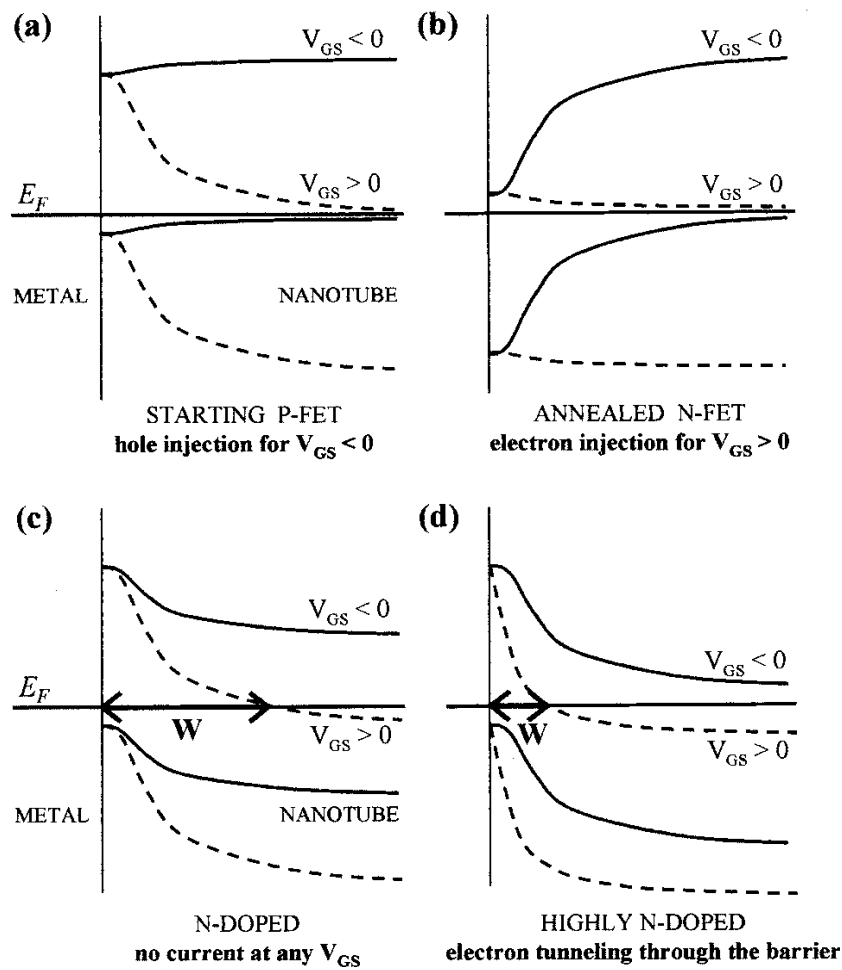 (a)
V_GS < 0
V_GS > 0
E_F
METAL
NANOTUBE
STARTING P-FET
hole injection for V_GS < 0
(b)
V_GS < 0
V_GS > 0
ANNEALED N-FET
electron injection for V_GS > 0
(c)
V_GS < 0
E_F
W
V_GS > 0
METAL
NANOTUBE
N-DOPED
no current at any V_GS
(d)
V_GS < 0
W
V_GS > 0
HIGHLY N-DOPED
electron tunneling through the barrier